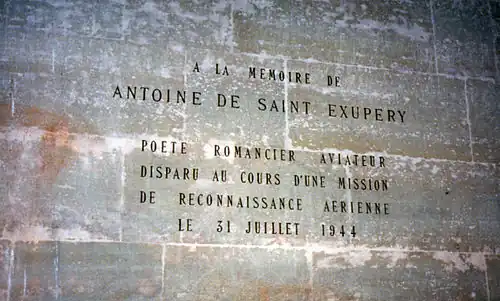 A LA MEMOIRE DE
ANTOINE DE SAINT EXUPERY
POETE ROMANCIER AVIATEUR
DISPARU AU COURS D'UNE MISSION
DE RECONNAISSANCE AERIENNE
LE 31 JUILLET 1944